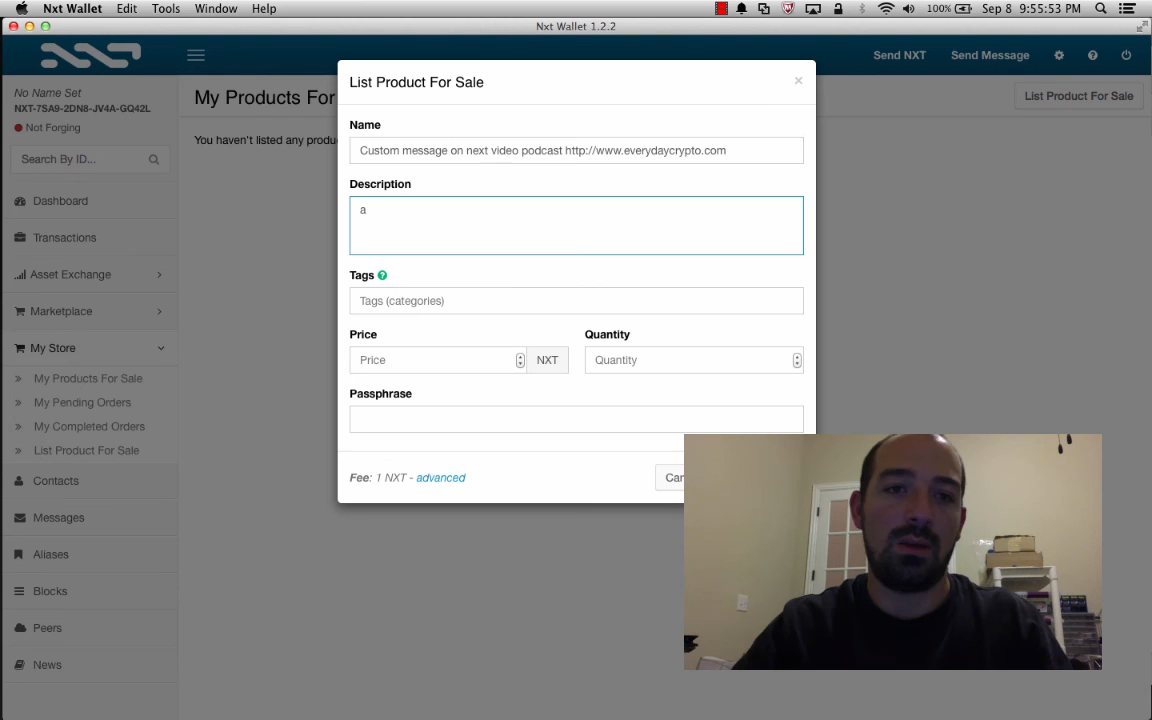 Nxt Wallet Edit Tools Window Help 100% Sep 8 9:55:53 PM
Nxt Wallet 1.2.2
NXT Send NXT Send Message
No Name Set
NXT-7SA9-2DN8-JV4A-GQ42L
Not Forging
Search By ID...
Dashboard
Transactions
Asset Exchange
Marketplace
My Store
My Products For Sale
My Pending Orders
My Completed Orders
List Product For Sale
Contacts
Messages
Aliases
Blocks
Peers
News
My Products For
List Product For Sale
You haven't listed any produ
List Product For Sale ×
Name
Custom message on next video podcast http://www.everydaycrypto.com
Description
a
Tags ?
Tags (categories)
Price Quantity
Price NXT Quantity
Passphrase
Fee: 1 NXT - advanced Can